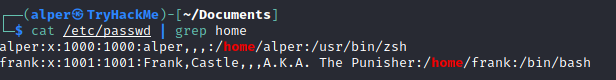 ┌──(alper㉿TryHackMe)-[~/Documents]
└─$ cat /etc/passwd | grep home
alper:x:1000:1000:alper,,,:/home/alper:/usr/bin/zsh
frank:x:1001:1001:Frank,Castle,,,A.K.A. The Punisher:/home/frank:/bin/bash